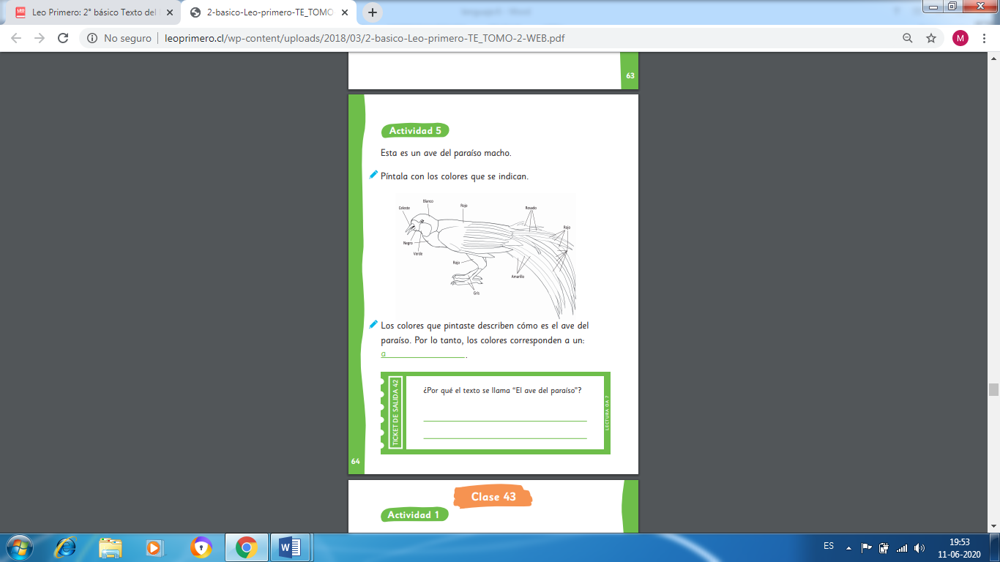 Leo Primero: 2° básico Texto del
2-basico-Leo-primero-TE_TOMO
No seguro
leoprimero.cl/wp-content/uploads/2018/03/2-basico-Leo-primero-TE_TOMO-2-WEB.pdf
M
63
Actividad 5
Esta es un ave del paraíso macho.
Píntala con los colores que se indican.
Blanco
Celeste
Rojo
Rosado
Rojo
Negro
Verde
Rojo
Amarillo
Gris
Los colores que pintaste describen cómo es el ave del
paraíso. Por lo tanto, los colores corresponden a un:
a .
TICKET DE SALIDA 42
¿Por qué el texto se llama “El ave del paraíso”?
LECTURA OA 7
64
Clase 43
Actividad 1
ES
19:53
11-06-2020